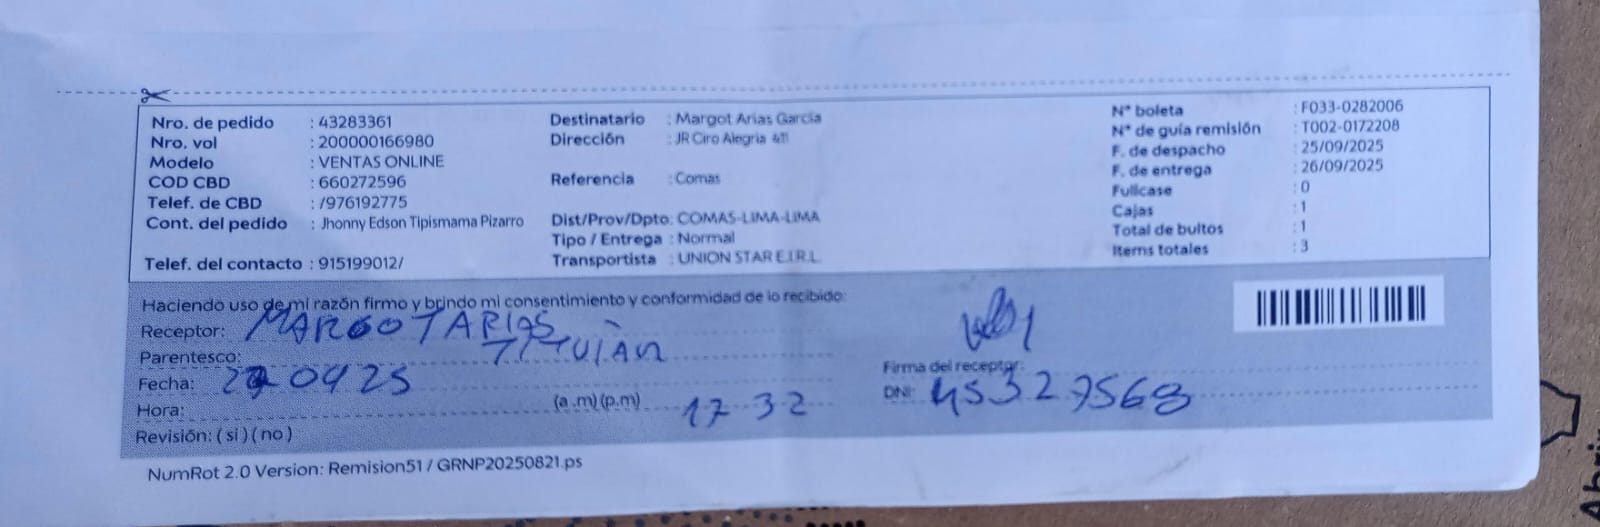 Nro. de pedido : 43283361
Nro. vol : 200000166980
Modelo : VENTAS ONLINE
COD CBD : 660272596
Telef. de CBD : /976192775
Cont. del pedido : Jhonny Edson Tipismama Pizarro
Telef. del contacto : 915199012/
Destinatario : Margot Arias García
Dirección : JR Ciro Alegria 411
Referencia : Comas
Dist/Prov/Dpto: COMAS-LIMA-LIMA
Tipo / Entrega : Normal
Transportista : UNION STAR E.I.R.L.
N° boleta : F033-0282006
N° de guía remisión : T002-0172208
F. de despacho : 25/09/2025
F. de entrega : 26/09/2025
Fullcase : 0
Cajas : 1
Total de bultos : 1
Items totales : 3
Haciendo uso de mi razón firmo y brindo mi consentimiento y conformidad de lo recibido:
Receptor: MARGOT ARIAS
Parentesco: TITULAR
Fecha: 0925
Hora: (a .m) (p.m) 17 32
Revisión: ( si ) ( no )
Firma del receptor:
DNI: 45327568
NumRot 2.0 Version: Remision51 / GRNP20250821.ps